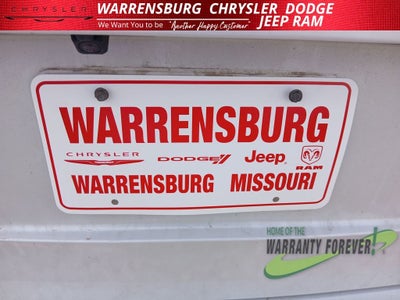 CHRYSLER
WARRENSBURG CHRYSLER DODGE
JEEP RAM
We Want You to be "Another Happy Customer"
WARRENSBURG
CHRYSLER DODGE Jeep RAM
WARRENSBURG MISSOURI
HOME OF THE
WARRANTY FOREVER!